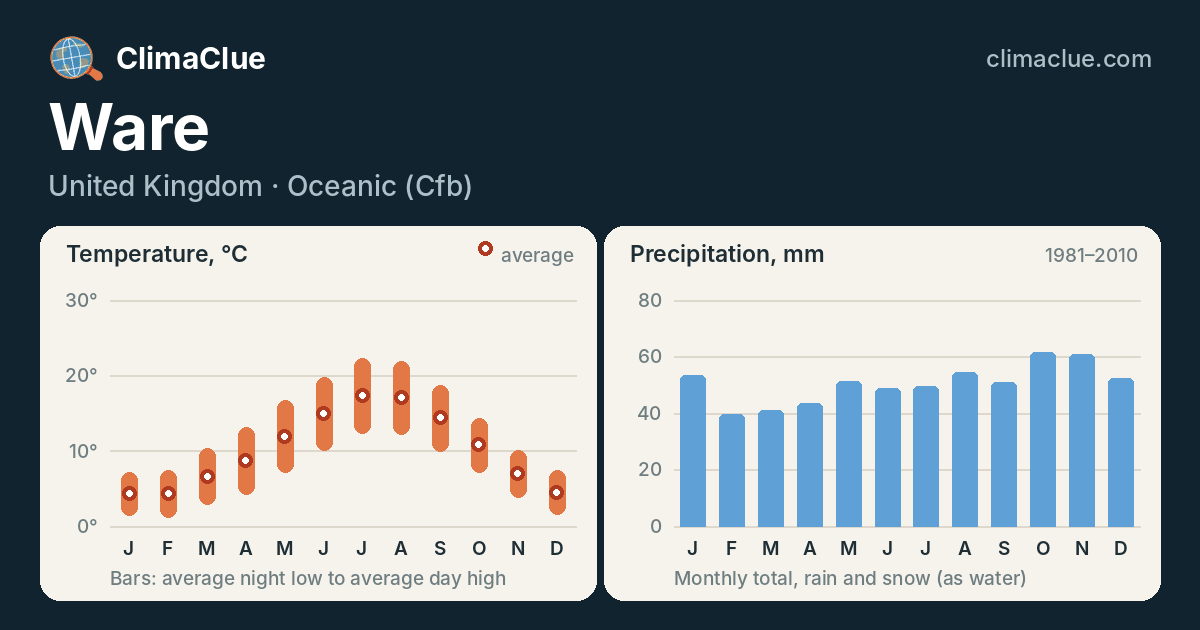 ClimaClue
climaclue.com
Ware
United Kingdom · Oceanic (Cfb)
Temperature, °C
average
30°
20°
10°
0°
J F M A M J J A S O N D
Bars: average night low to average day high
Precipitation, mm
1981–2010
80
60
40
20
0
J F M A M J J A S O N D
Monthly total, rain and snow (as water)